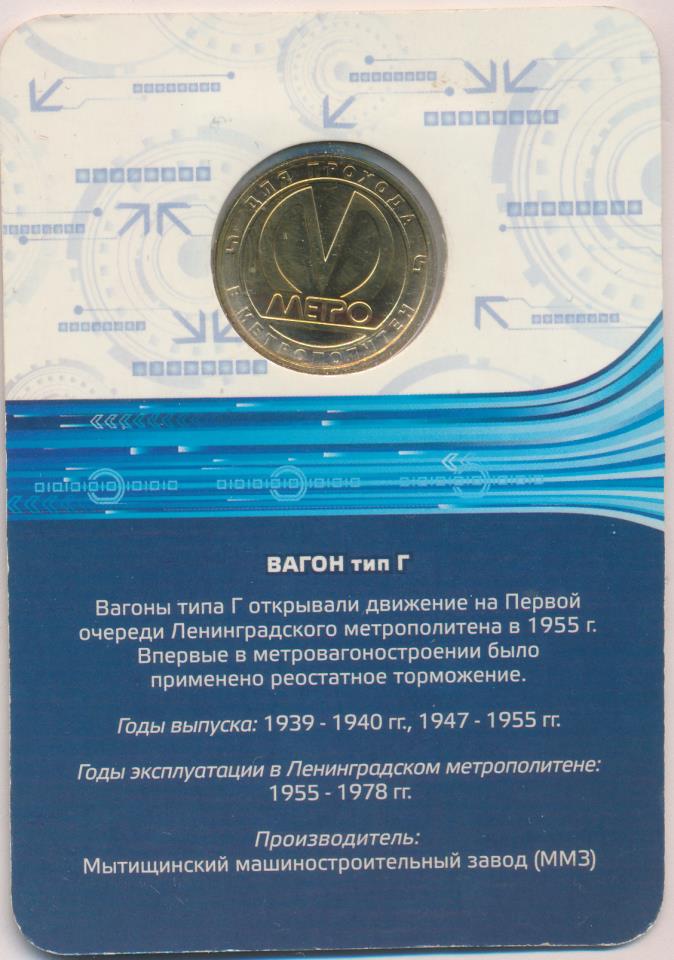 ДЛЯ ПРОХОДА
МЕТРО
В МЕТРОПОЛИТЕН
ВАГОН тип Г
Вагоны типа Г открывали движение на Первой
очереди Ленинградского метрополитена в 1955 г.
Впервые в метровагоностроении было
применено реостатное торможение.
Годы выпуска: 1939 - 1940 гг., 1947 - 1955 гг.
Годы эксплуатации в Ленинградском метрополитене:
1955 - 1978 гг.
Производитель:
Мытищинский машиностроительный завод (ММЗ)